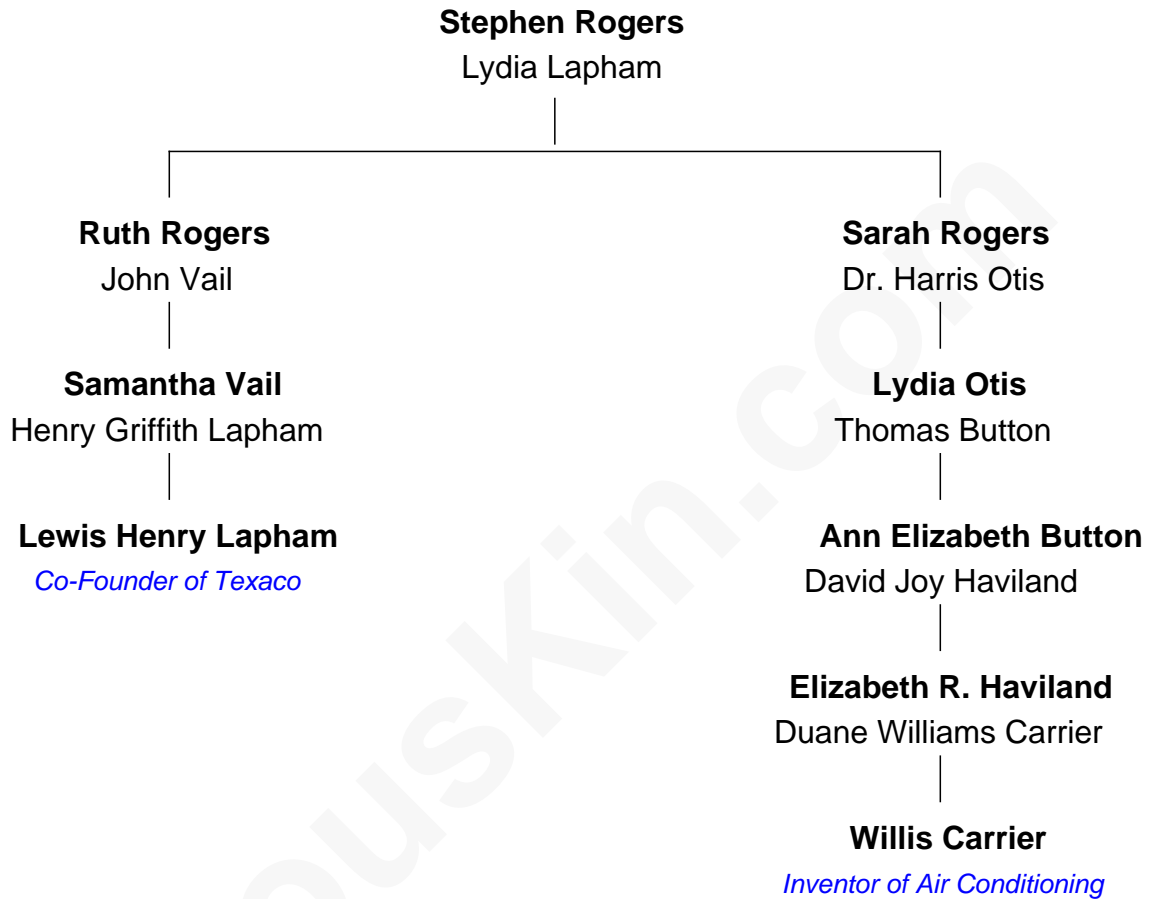 Stephen Rogers
Lydia Lapham
Ruth Rogers
John Vail
Samantha Vail
Henry Griffith Lapham
Lewis Henry Lapham
Co-Founder of Texaco
Sarah Rogers
Dr. Harris Otis
Lydia Otis
Thomas Button
Ann Elizabeth Button
David Joy Haviland
Elizabeth R. Haviland
Duane Williams Carrier
Willis Carrier
Inventor of Air Conditioning
ousKin.com